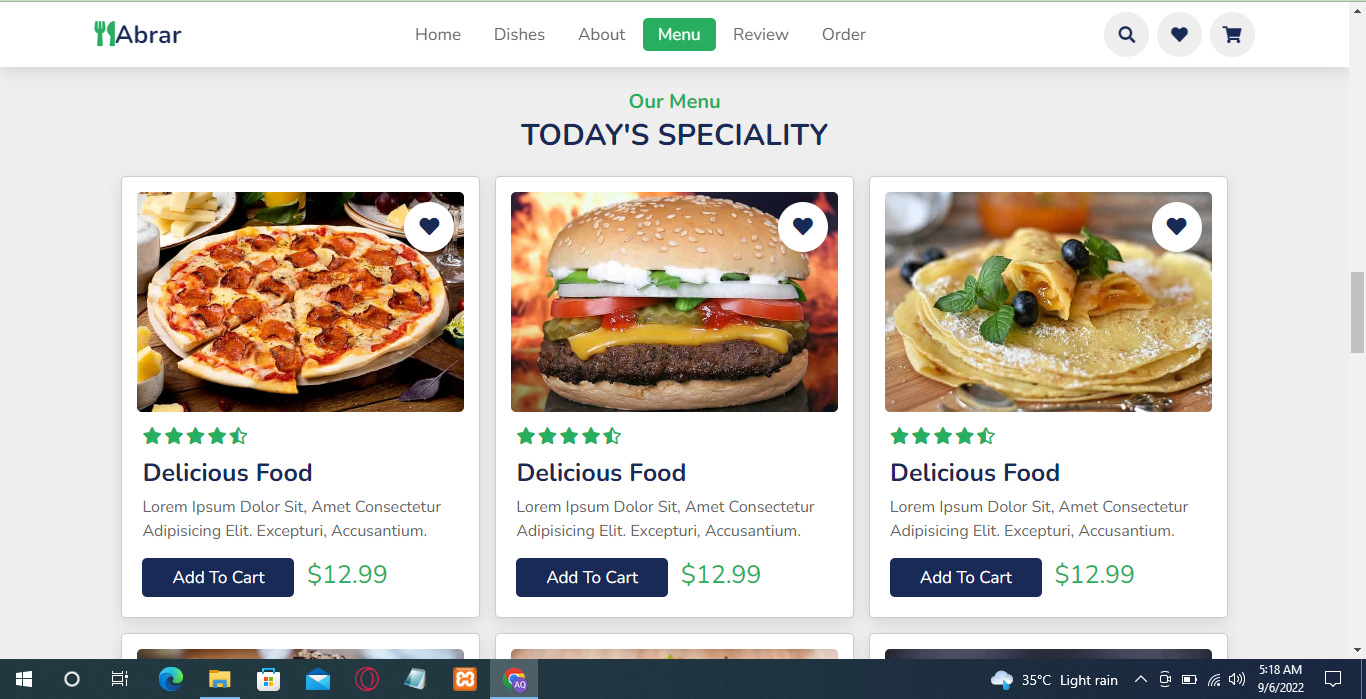 Abrar
Home Dishes About Menu Review Order
Our Menu
TODAY'S SPECIALITY
Delicious Food
Lorem Ipsum Dolor Sit, Amet Consectetur
Adipisicing Elit. Excepturi, Accusantium.
Add To Cart $12.99
Delicious Food
Lorem Ipsum Dolor Sit, Amet Consectetur
Adipisicing Elit. Excepturi, Accusantium.
Add To Cart $12.99
Delicious Food
Lorem Ipsum Dolor Sit, Amet Consectetur
Adipisicing Elit. Excepturi, Accusantium.
Add To Cart $12.99
AQ
35°C Light rain
5:18 AM
9/6/2022